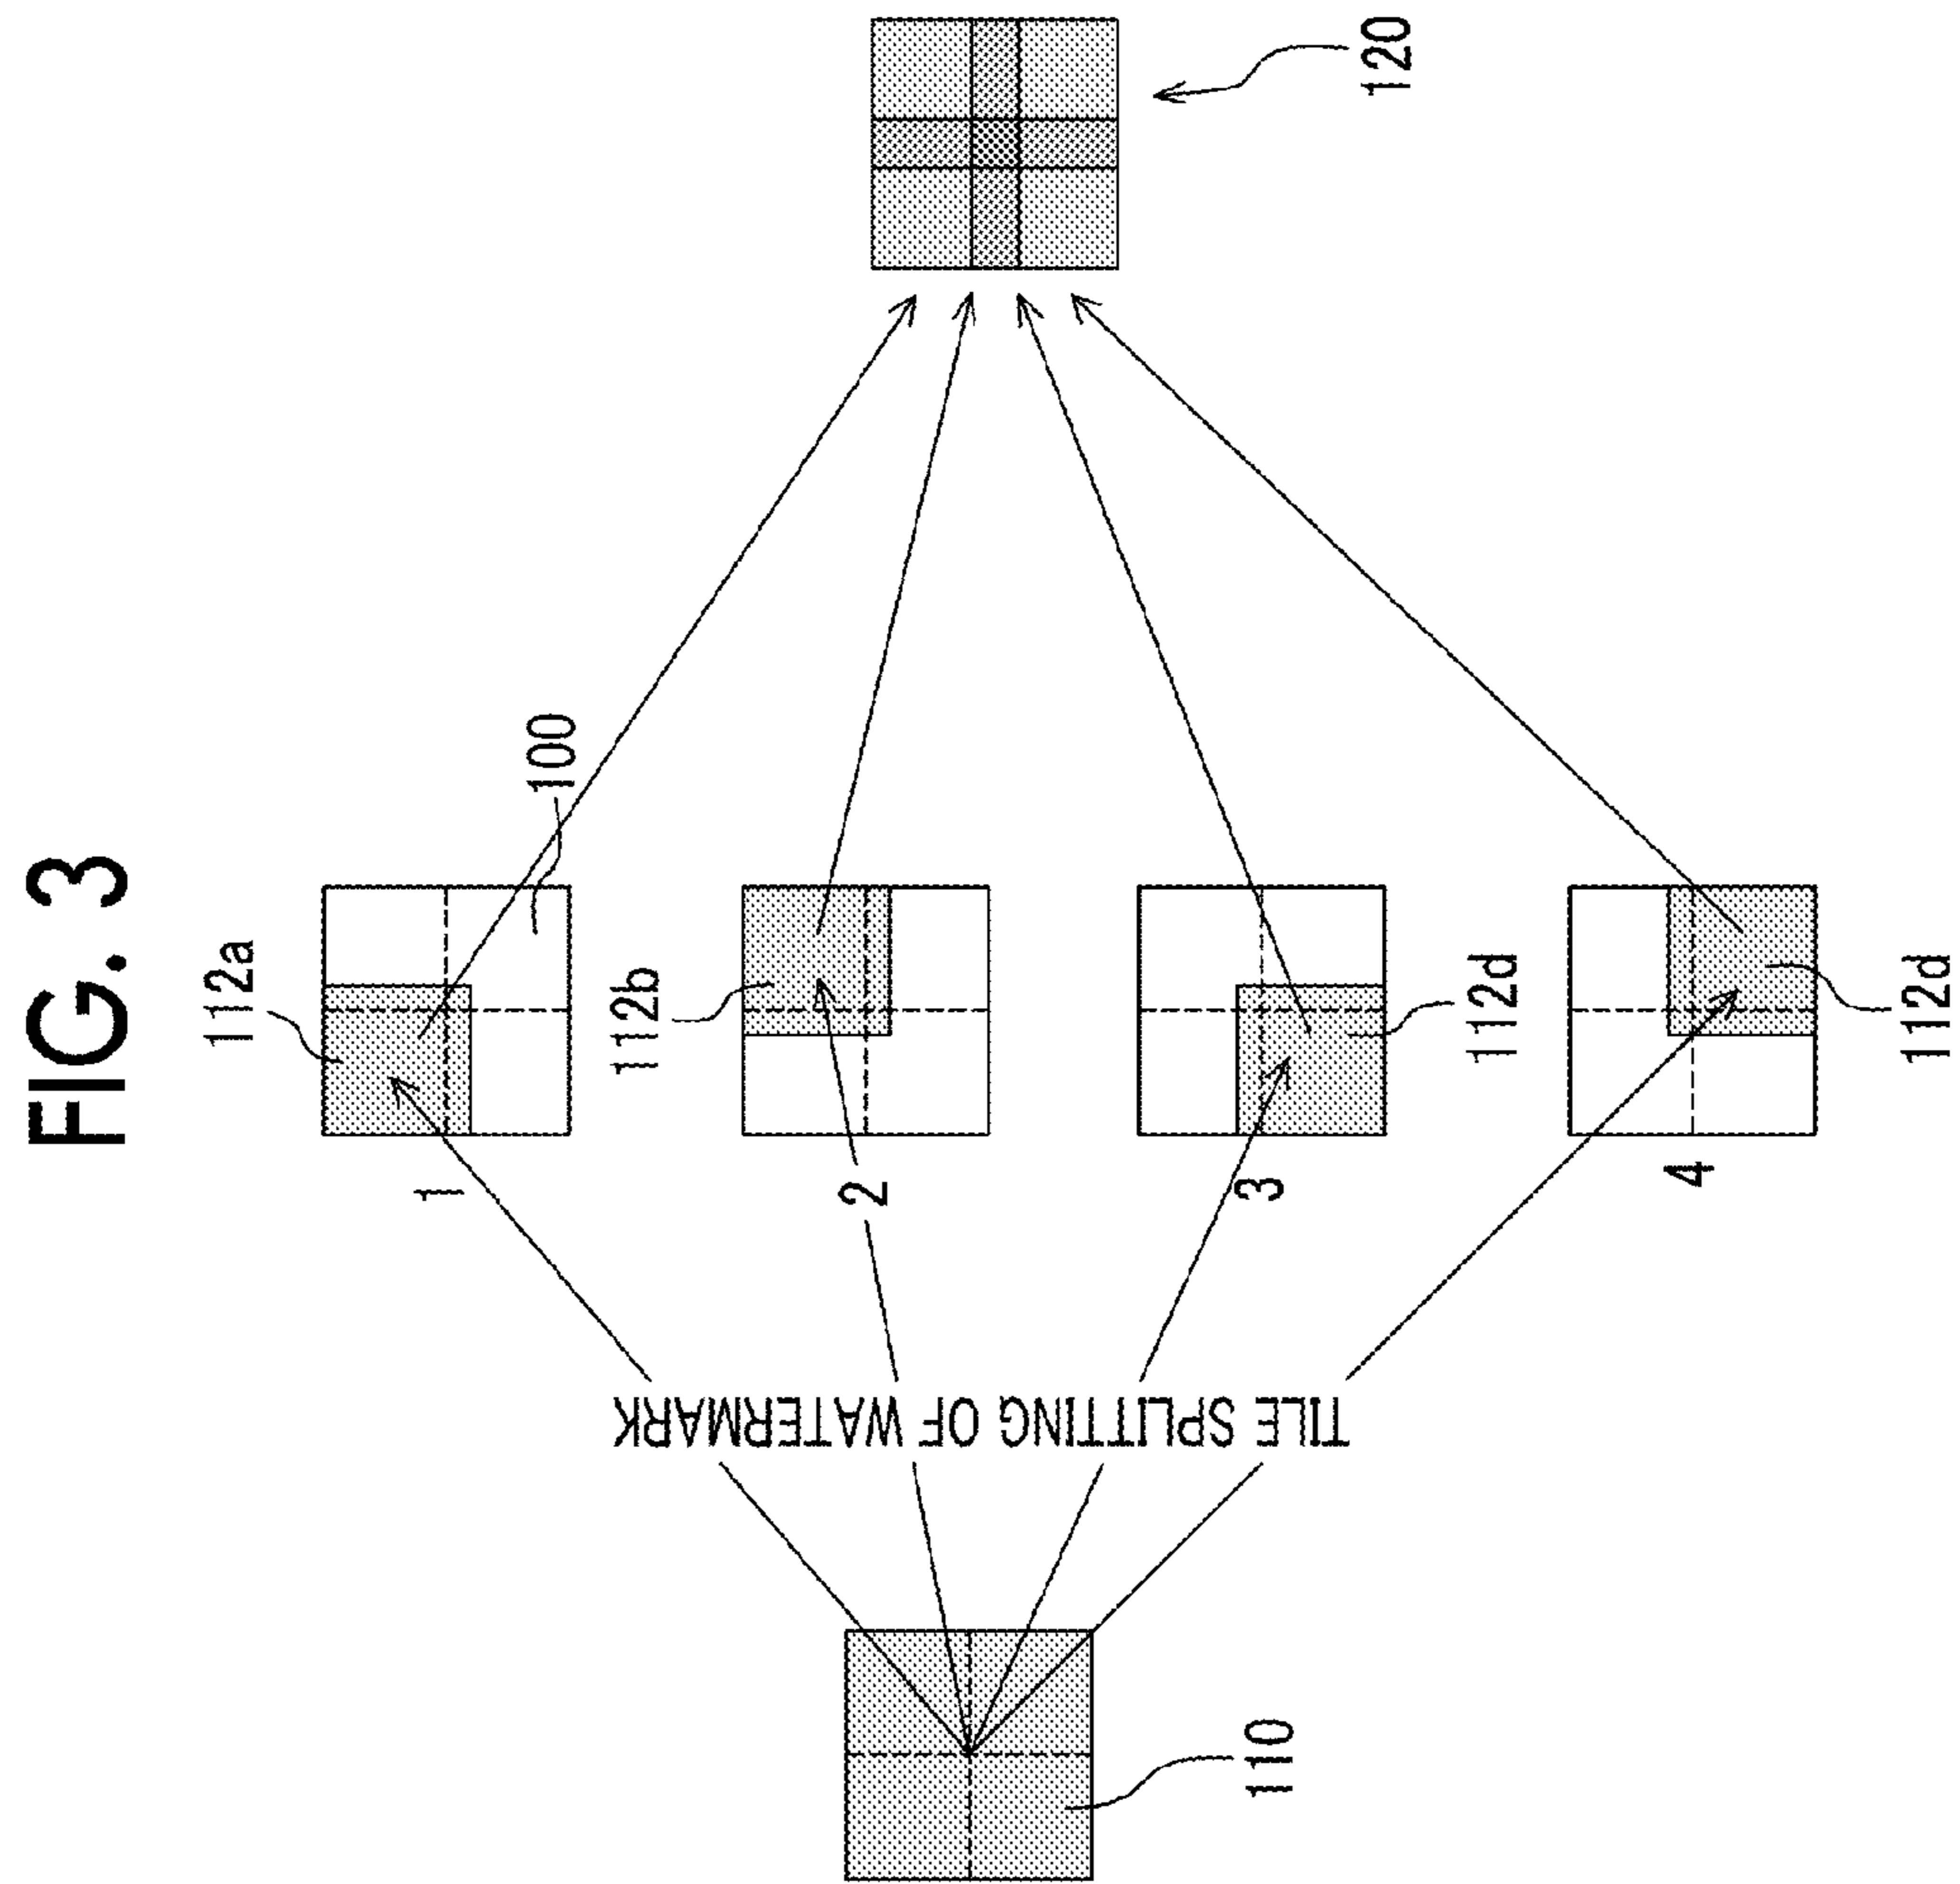 FIG. 3
112a
100
1
112b
2
112d
3
112d
4
TILE SPLITTING OF WATERMARK
110
120